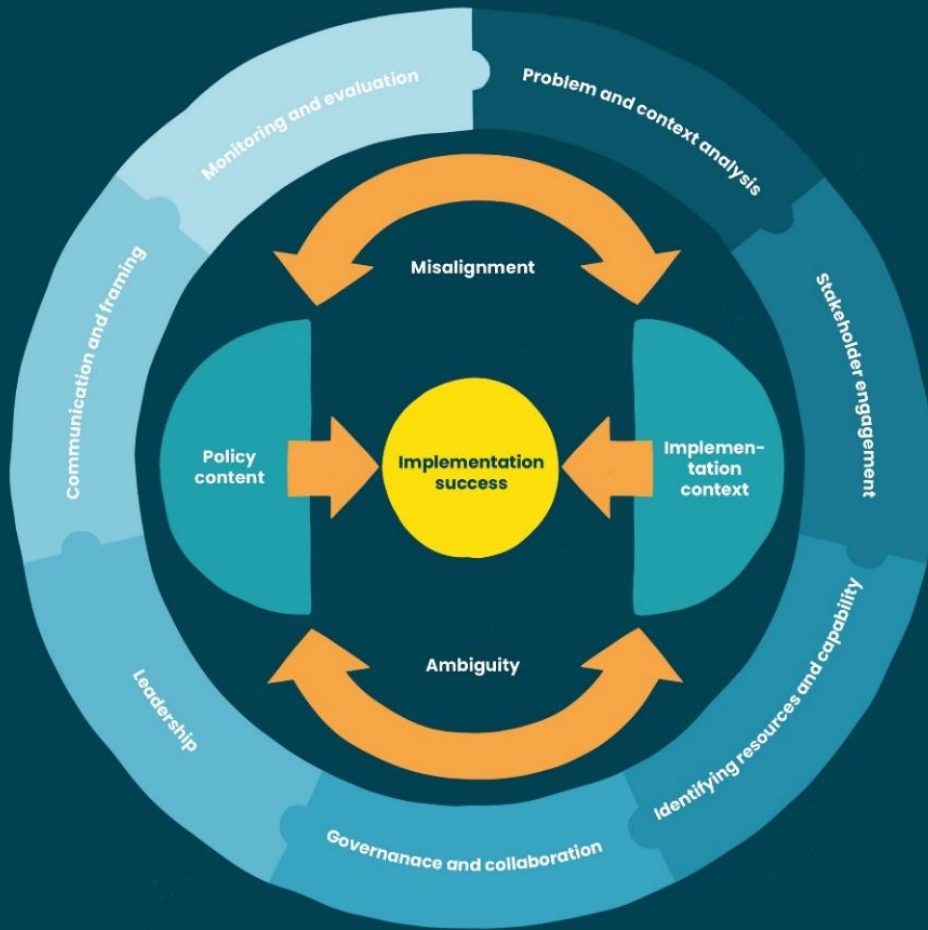 Monitoring and evaluation
Problem and context analysis
Stakeholder engagement
Identifying resources and capability
Governanace and collaboration
Leadership
Communication and framing
Misalignment
Policy
content
Implementation
success
Implemen-
tation
context
Ambiguity